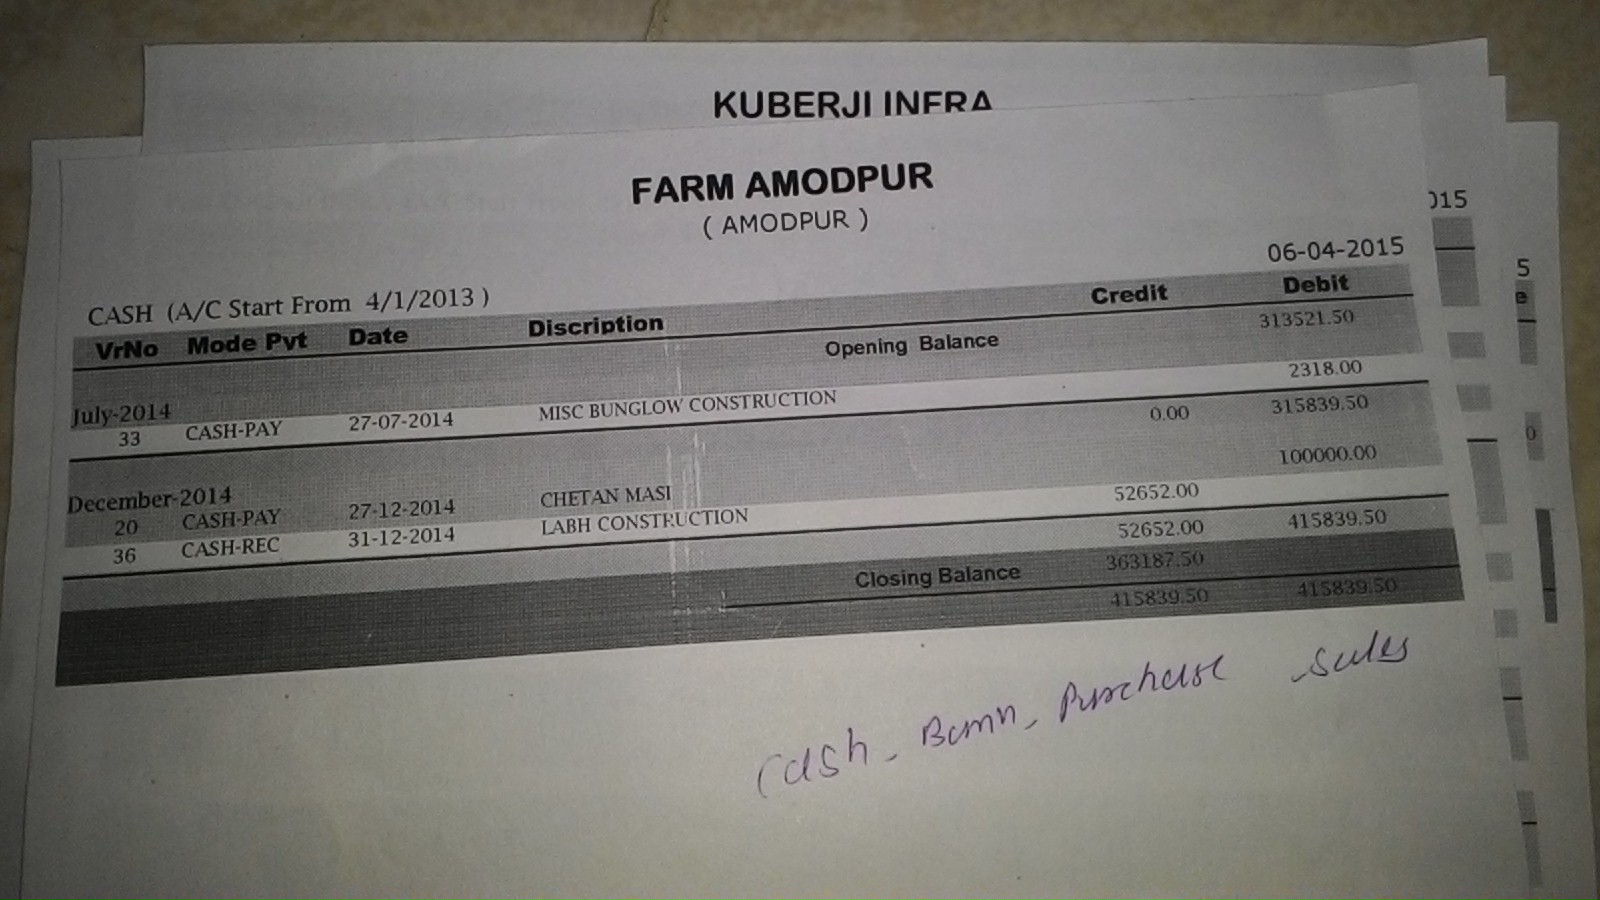 KUBERJI INFRA
FARM AMODPUR
( AMODPUR )
06-04-2015
CASH (A/C Start From 4/1/2013 )
VrNo Mode Pvt Date Discription Credit Debit
Opening Balance 313521.50
July-2014
33 CASH-PAY 27-07-2014 MISC BUNGLOW CONSTRUCTION 2318.00
0.00 315839.50
December-2014
20 CASH-PAY 27-12-2014 CHETAN MASI 100000.00
36 CASH-REC 31-12-2014 LABH CONSTRUCTION 52652.00
52652.00 415839.50
Closing Balance 363187.50
415839.50 415839.50
Cash - Purchase Sales
015
5
e
0